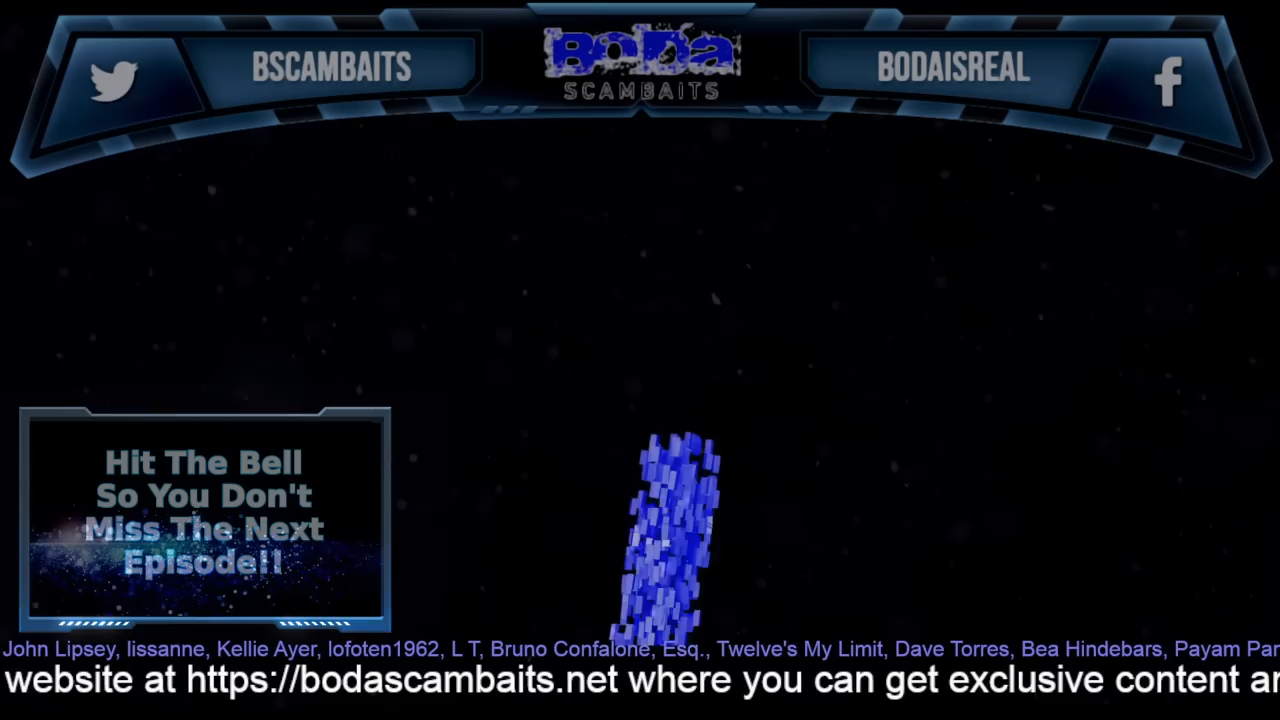 BSCAMBAITS
BoDa
SCAMBAITS
BODAISREAL
Hit The Bell
So You Don't
Miss The Next
Episode!!
John Lipsey, lissanne, Kellie Ayer, lofoten1962, L T, Bruno Confalone, Esq., Twelve's My Limit, Dave Torres, Bea Hindebars, Payam Par
website at https://bodascambaits.net where you can get exclusive content an